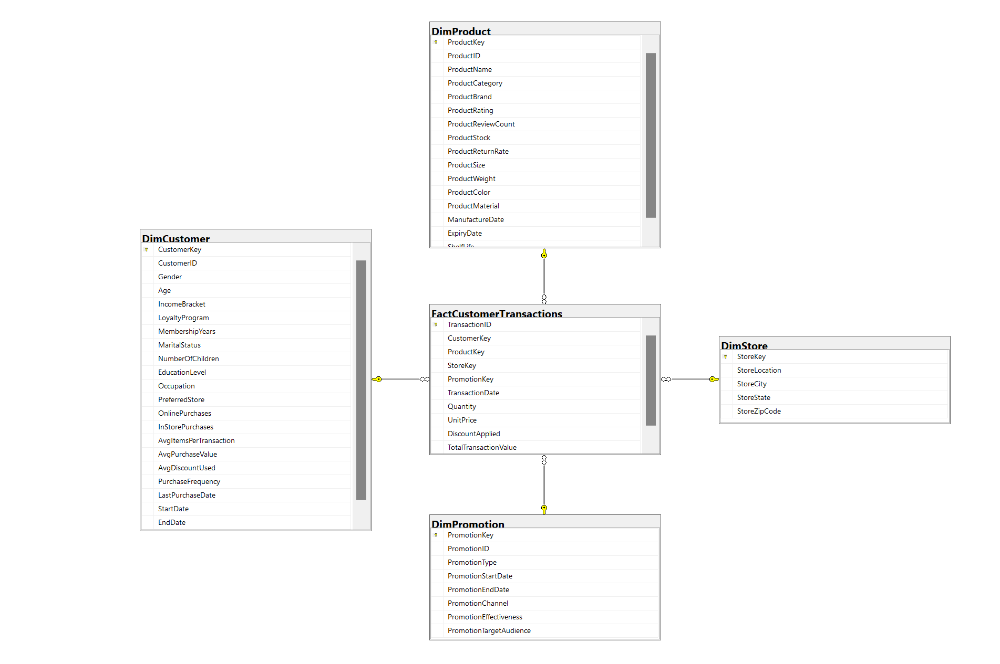 DimProduct
ProductKey
ProductID
ProductName
ProductCategory
ProductBrand
ProductRating
ProductReviewCount
ProductStock
ProductReturnRate
ProductSize
ProductWeight
ProductColor
ProductMaterial
ManufactureDate
ExpiryDate
ShelfLife
DimCustomer
CustomerKey
CustomerID
Gender
Age
IncomeBracket
LoyaltyProgram
MembershipYears
MaritalStatus
NumberOfChildren
EducationLevel
Occupation
PreferredStore
OnlinePurchases
InStorePurchases
AvgItemsPerTransaction
AvgPurchaseValue
AvgDiscountUsed
PurchaseFrequency
LastPurchaseDate
StartDate
EndDate
FactCustomerTransactions
TransactionID
CustomerKey
ProductKey
StoreKey
PromotionKey
TransactionDate
Quantity
UnitPrice
DiscountApplied
TotalTransactionValue
DimStore
StoreKey
StoreLocation
StoreCity
StoreState
StoreZipCode
DimPromotion
PromotionKey
PromotionID
PromotionType
PromotionStartDate
PromotionEndDate
PromotionChannel
PromotionEffectiveness
PromotionTargetAudience